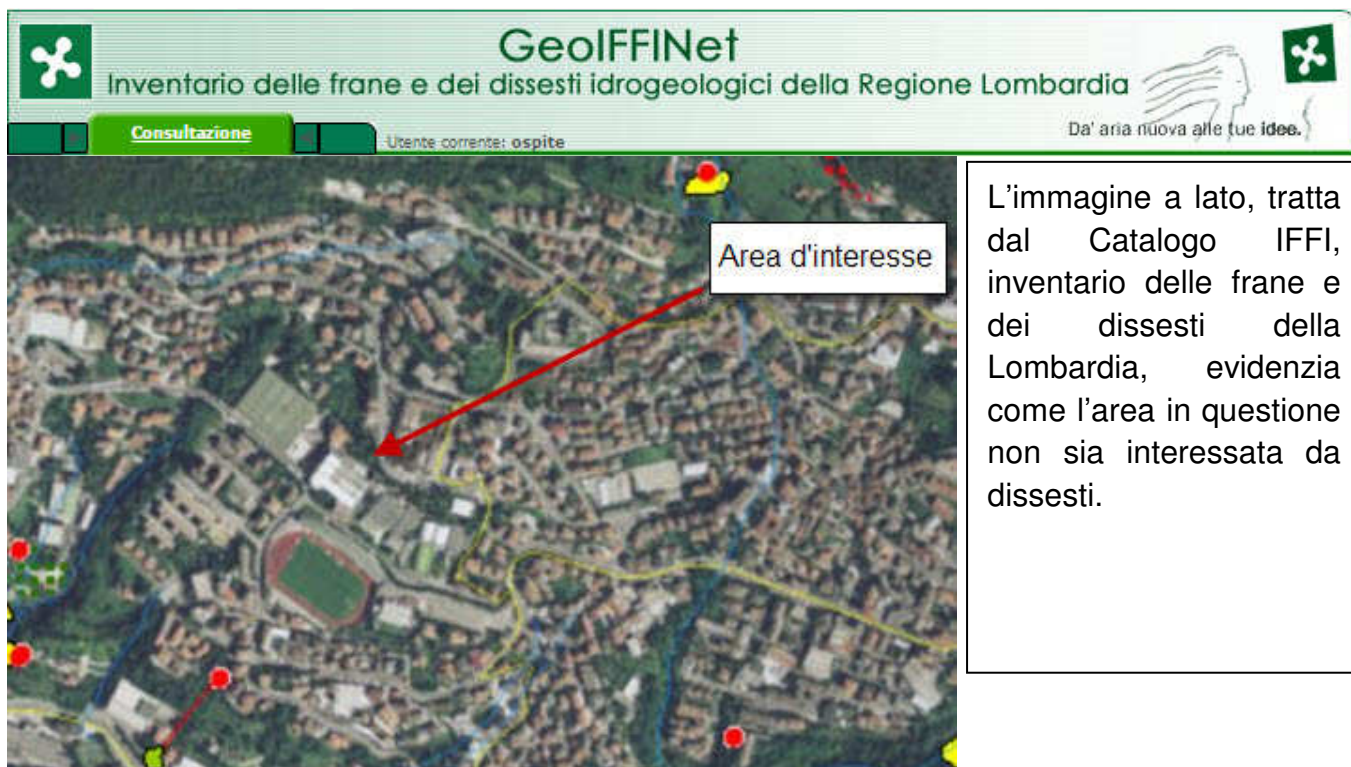 GeoIFFINet
Inventario delle frane e dei dissesti idrogeologici della Regione Lombardia
Da' aria nuova alle tue idee.
Consultazione
Utente corrente: ospite
Area d'interesse
L'immagine a lato, tratta
dal Catalogo IFFI,
inventario delle frane e
dei dissesti della
Lombardia, evidenzia
come l'area in questione
non sia interessata da
dissesti.